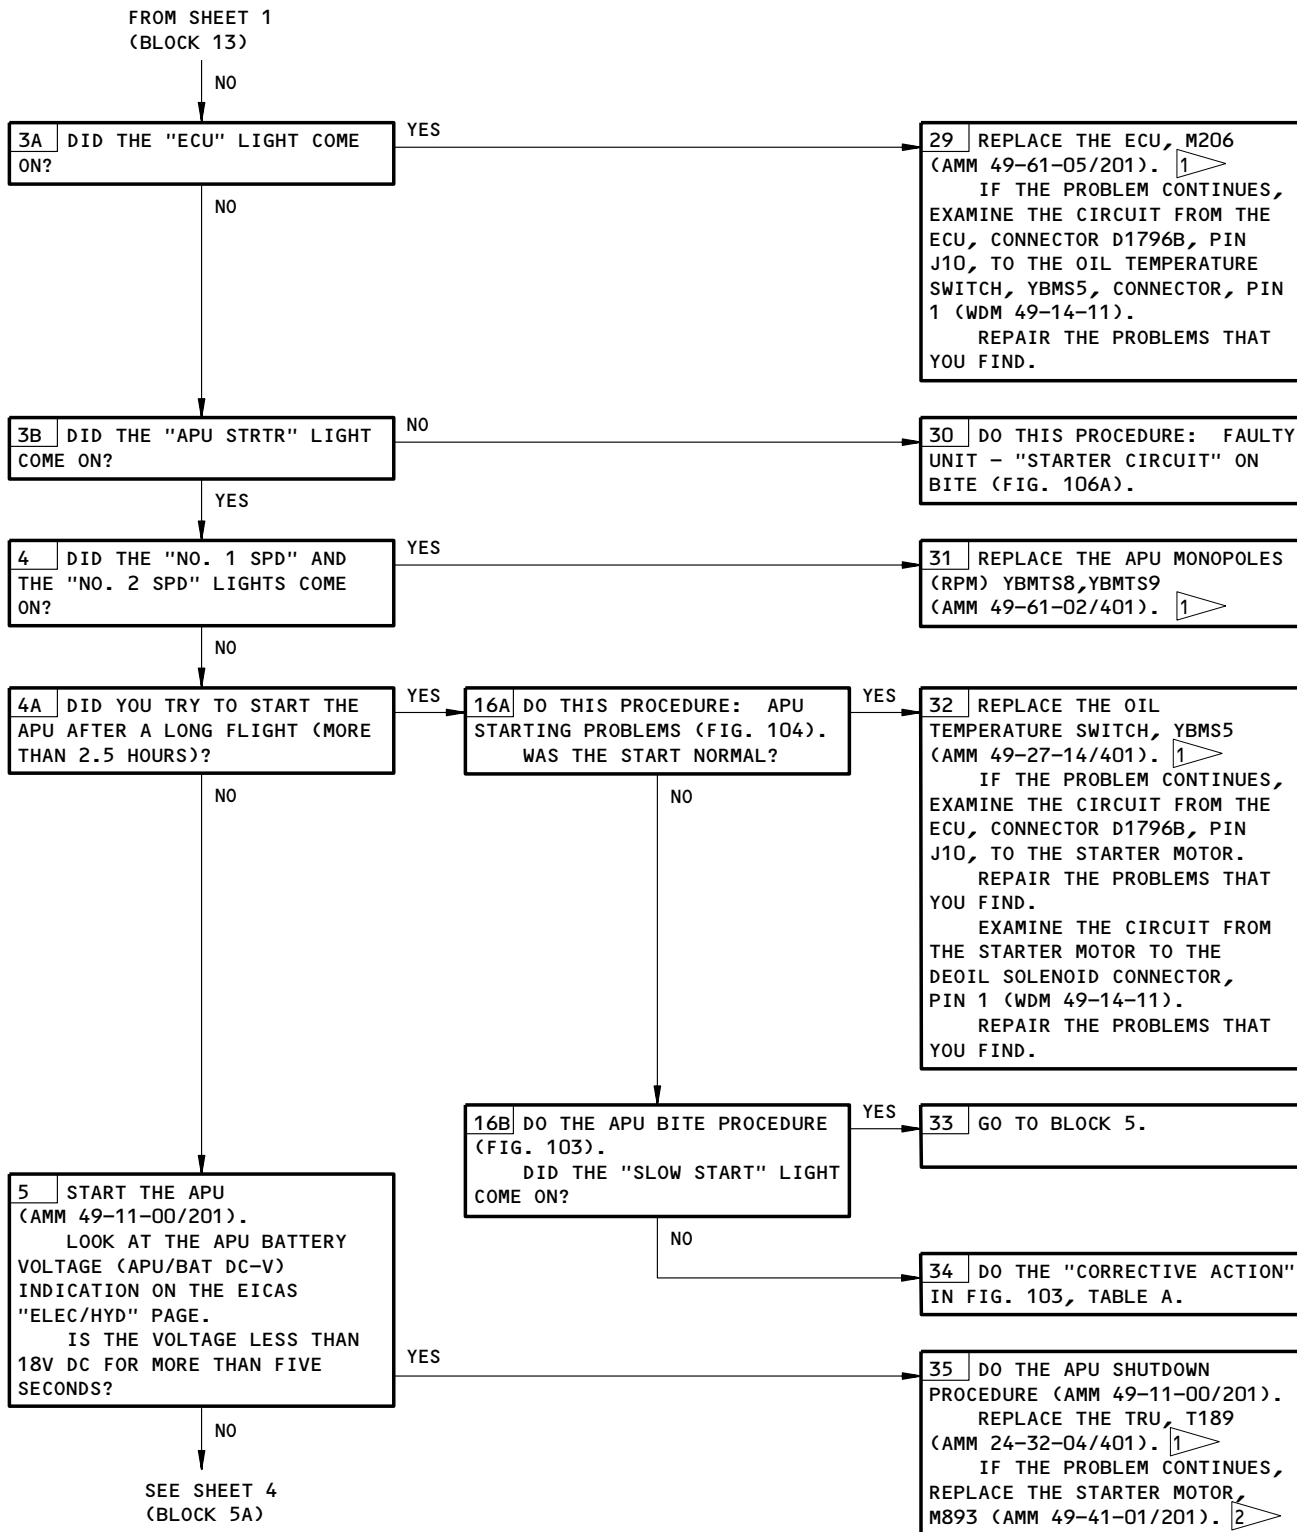 FROM SHEET 1
(BLOCK 13)
NO
3A DID THE "ECU" LIGHT COME
ON?
YES
NO
29 REPLACE THE ECU, M206
(AMM 49-61-05/201). 1
IF THE PROBLEM CONTINUES,
EXAMINE THE CIRCUIT FROM THE
ECU, CONNECTOR D1796B, PIN
J10, TO THE OIL TEMPERATURE
SWITCH, YBMS5, CONNECTOR, PIN
1 (WDM 49-14-11).
REPAIR THE PROBLEMS THAT
YOU FIND.
3B DID THE "APU STRTR" LIGHT
COME ON?
NO
YES
30 DO THIS PROCEDURE: FAULTY
UNIT - "STARTER CIRCUIT" ON
BITE (FIG. 106A).
4 DID THE "NO. 1 SPD" AND
THE "NO. 2 SPD" LIGHTS COME
ON?
YES
NO
31 REPLACE THE APU MONOPOLES
(RPM) YBMTS8,YBMTS9
(AMM 49-61-02/401). 1
4A DID YOU TRY TO START THE
APU AFTER A LONG FLIGHT (MORE
THAN 2.5 HOURS)?
YES
NO
16A DO THIS PROCEDURE: APU
STARTING PROBLEMS (FIG. 104).
WAS THE START NORMAL?
YES
NO
32 REPLACE THE OIL
TEMPERATURE SWITCH, YBMS5
(AMM 49-27-14/401). 1
IF THE PROBLEM CONTINUES,
EXAMINE THE CIRCUIT FROM THE
ECU, CONNECTOR D1796B, PIN
J10, TO THE STARTER MOTOR.
REPAIR THE PROBLEMS THAT
YOU FIND.
EXAMINE THE CIRCUIT FROM
THE STARTER MOTOR TO THE
DEOIL SOLENOID CONNECTOR,
PIN 1 (WDM 49-14-11).
REPAIR THE PROBLEMS THAT
YOU FIND.
16B DO THE APU BITE PROCEDURE
(FIG. 103).
DID THE "SLOW START" LIGHT
COME ON?
YES
NO
33 GO TO BLOCK 5.
34 DO THE "CORRECTIVE ACTION"
IN FIG. 103, TABLE A.
5 START THE APU
(AMM 49-11-00/201).
LOOK AT THE APU BATTERY
VOLTAGE (APU/BAT DC-V)
INDICATION ON THE EICAS
"ELEC/HYD" PAGE.
IS THE VOLTAGE LESS THAN
18V DC FOR MORE THAN FIVE
SECONDS?
YES
NO
35 DO THE APU SHUTDOWN
PROCEDURE (AMM 49-11-00/201).
REPLACE THE TRU, T189
(AMM 24-32-04/401). 1
IF THE PROBLEM CONTINUES,
REPLACE THE STARTER MOTOR,
M893 (AMM 49-41-01/201). 2
SEE SHEET 4
(BLOCK 5A)